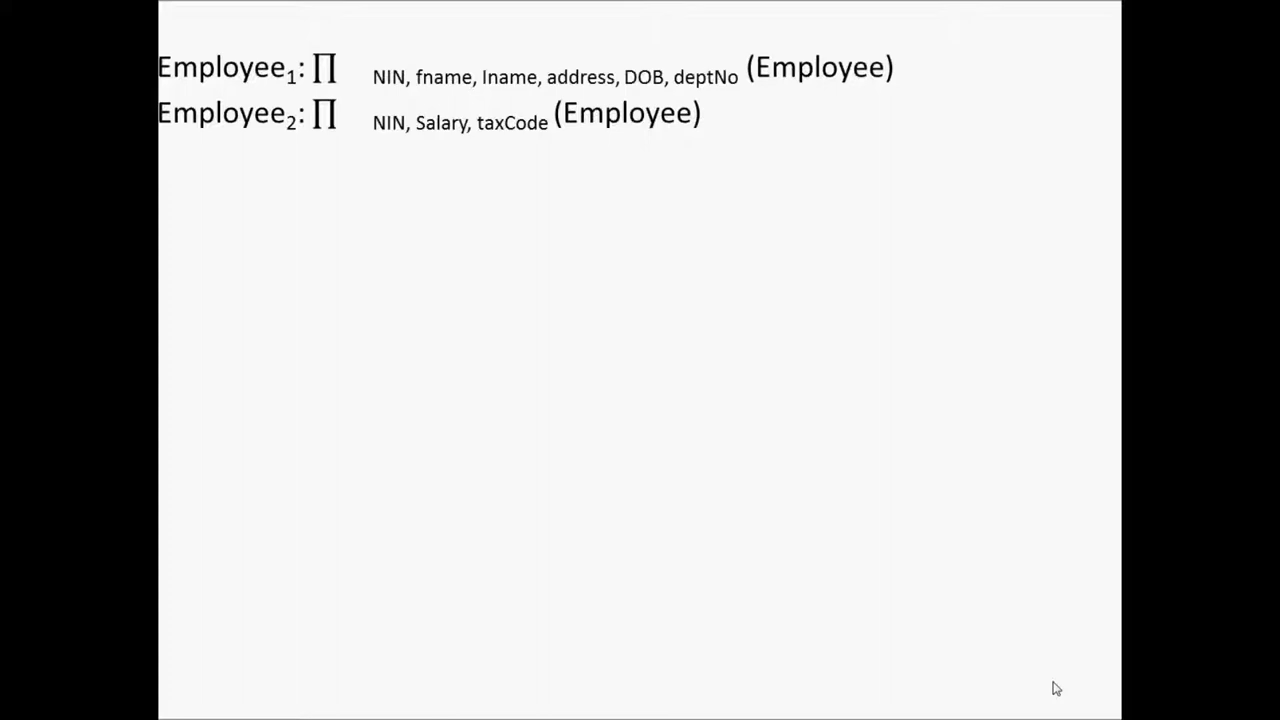 Employee₁: ∏ NIN, fname, lname, address, DOB, deptNo (Employee)
Employee₂: ∏ NIN, Salary, taxCode (Employee)